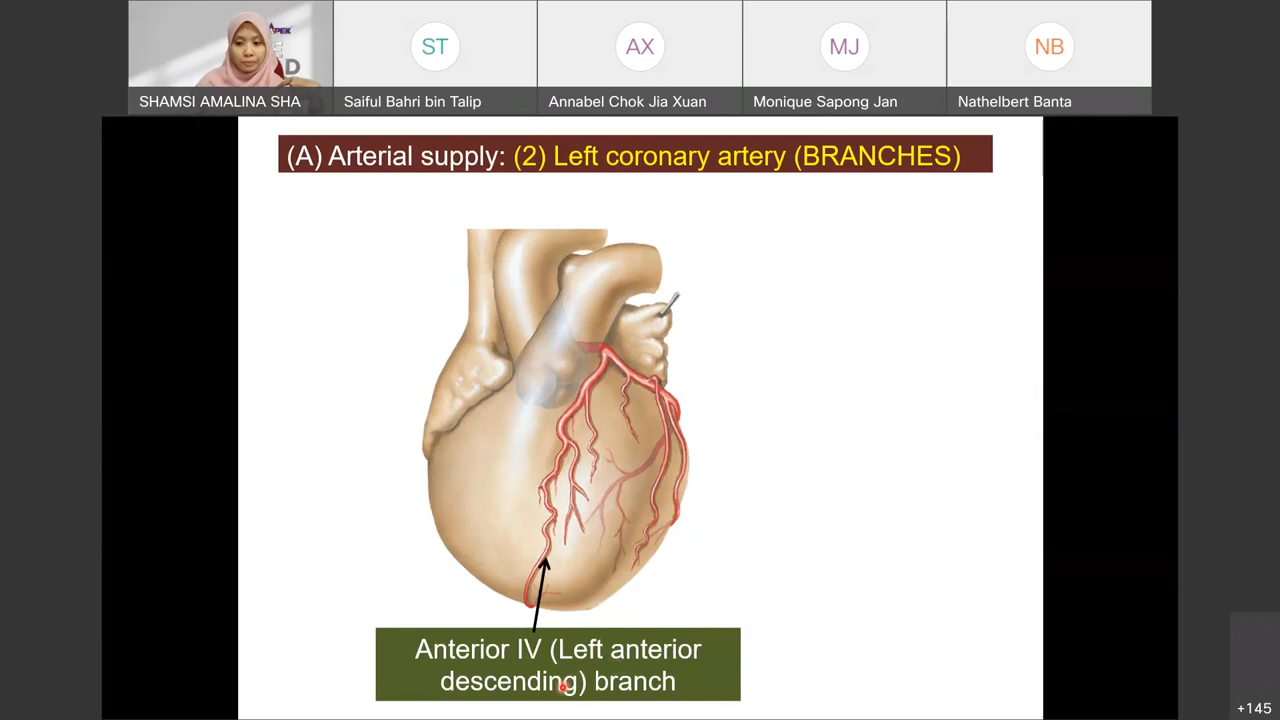 ST
AX
MJ
NB
SHAMSI AMALINA SHA
Saiful Bahri bin Talip
Annabel Chok Jia Xuan
Monique Sapong Jan
Nathelbert Banta
(A) Arterial supply: (2) Left coronary artery (BRANCHES)
Anterior IV (Left anterior
descending) branch
+145